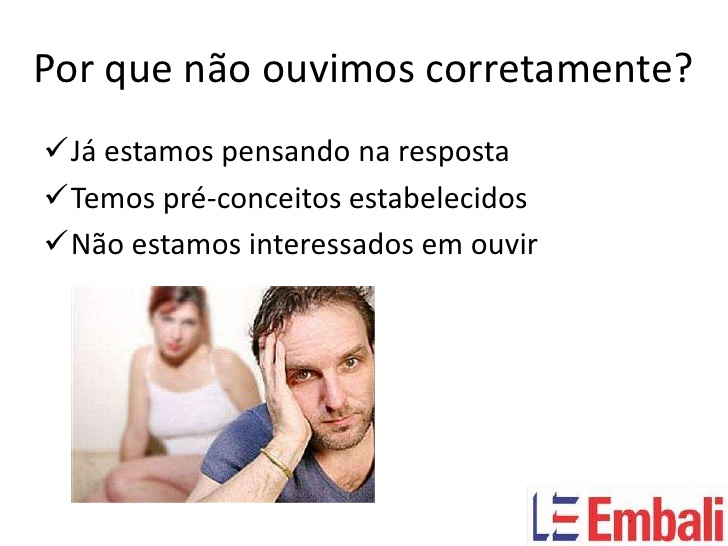 Por que não ouvimos corretamente?
Já estamos pensando na resposta
Temos pré-conceitos estabelecidos
Não estamos interessados em ouvir
LE Embali